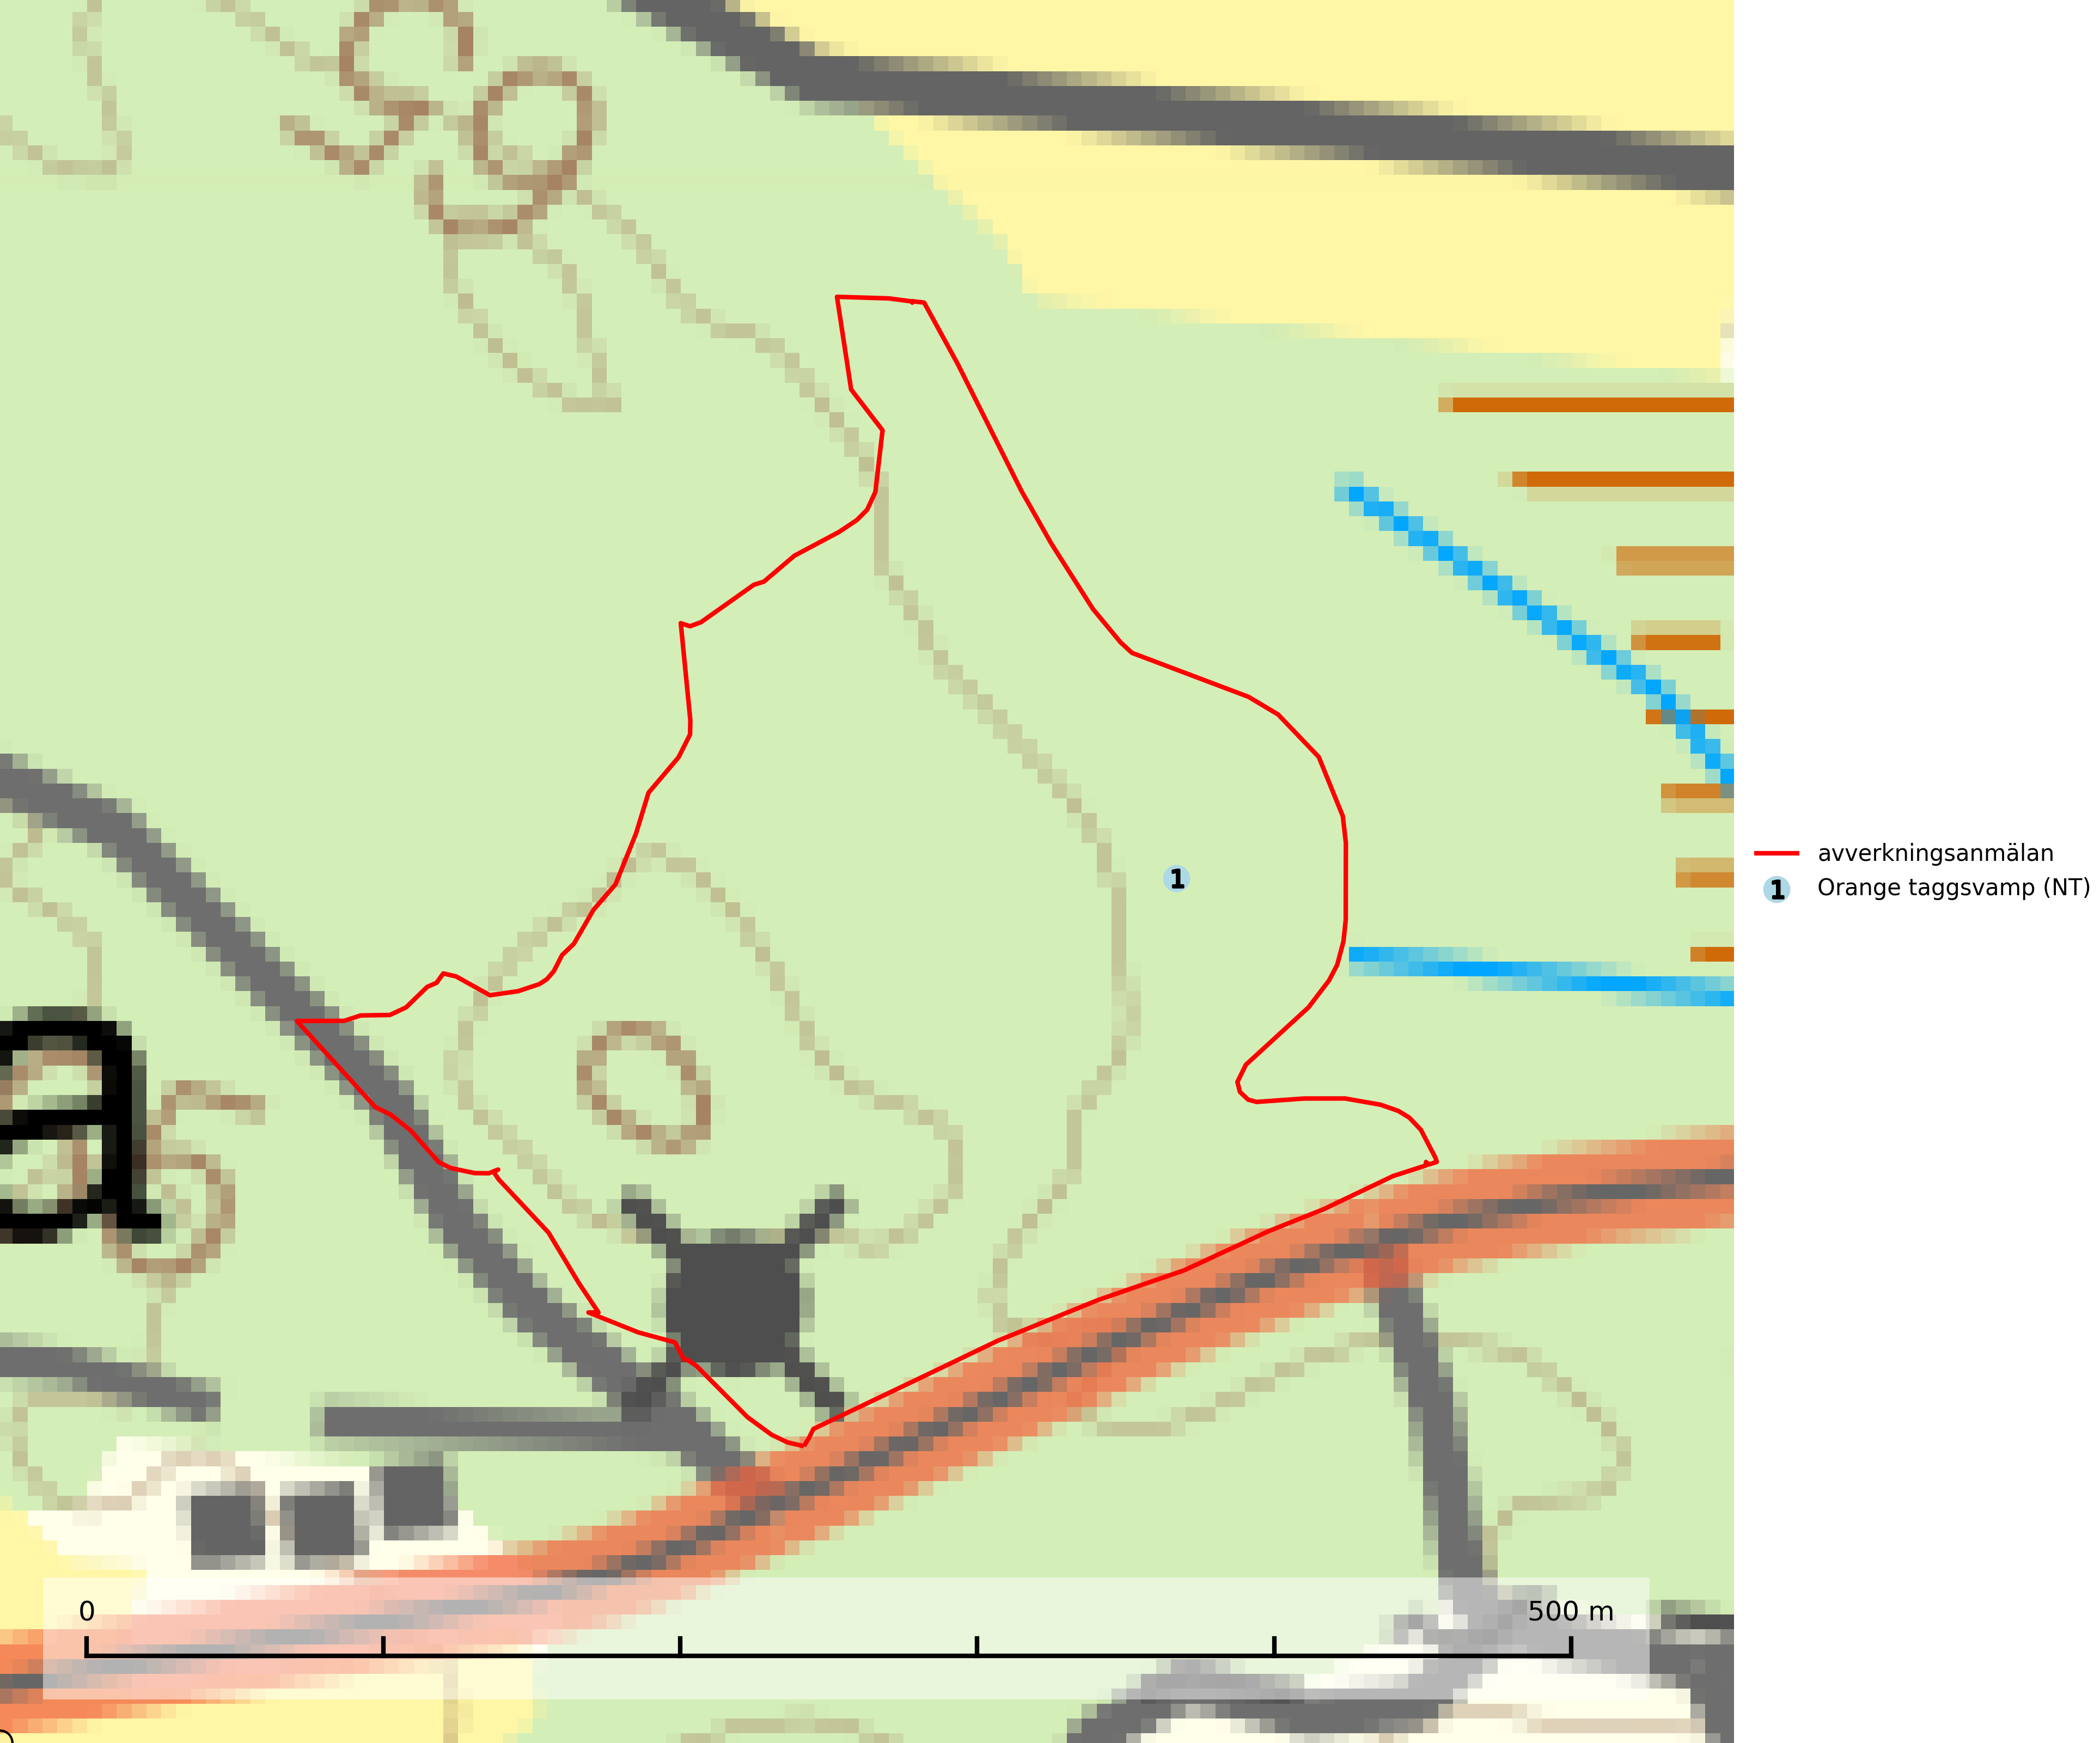 a
1
avverkningsanmälan
1 Orange taggsvamp (NT)
0 500 m